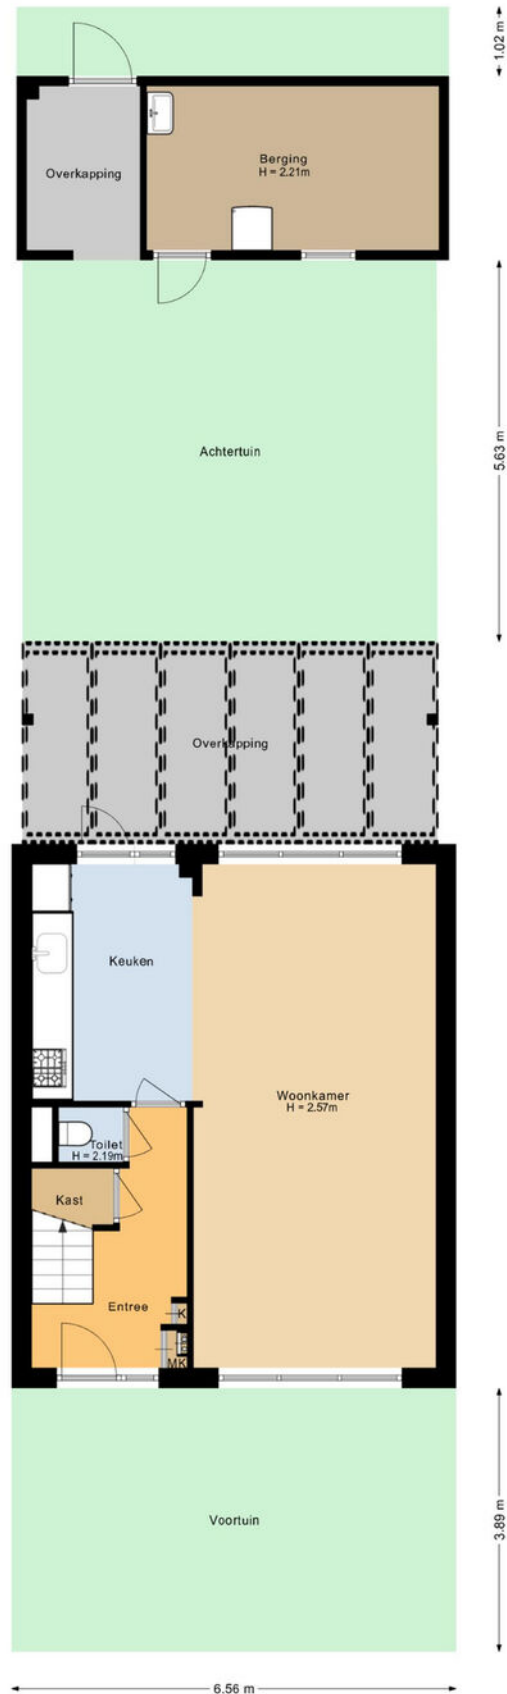 1.02 m
Overkapping
Berging
H = 2.21m
Achtertuin
5.63 m
Overkapping
Keuken
Woonkamer
H = 2.57m
Toilet
H = 2.19m
Kast
Entree
K
MK
Voortuin
3.89 m
6.56 m